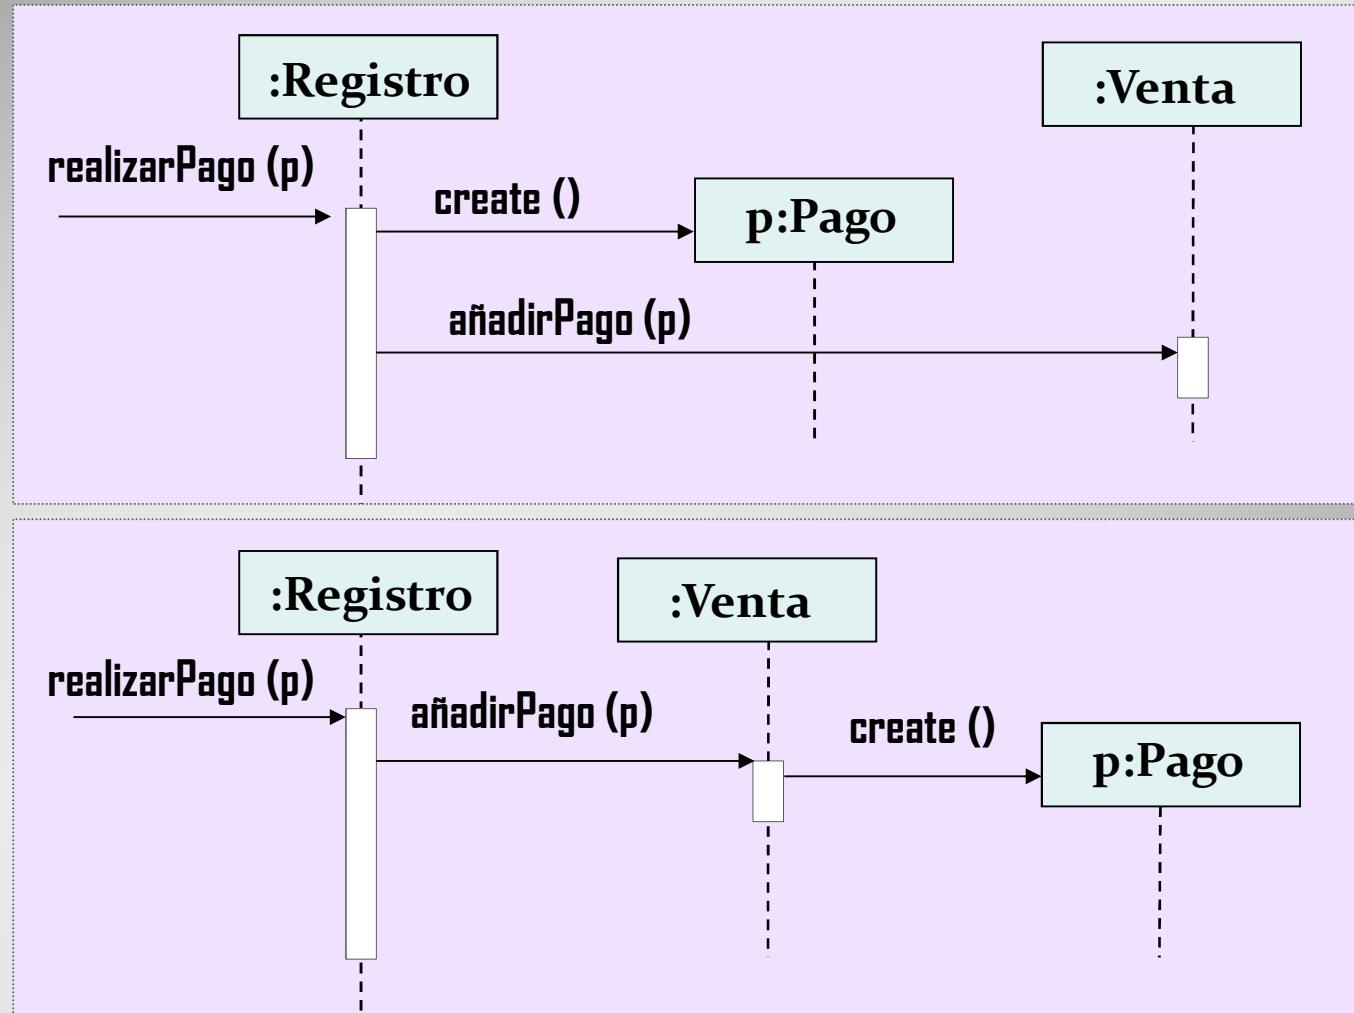 :Registro
:Venta
realizarPago (p)
create ()
p:Pago
añadirPago (p)
:Registro
:Venta
realizarPago (p)
añadirPago (p)
create ()
p:Pago